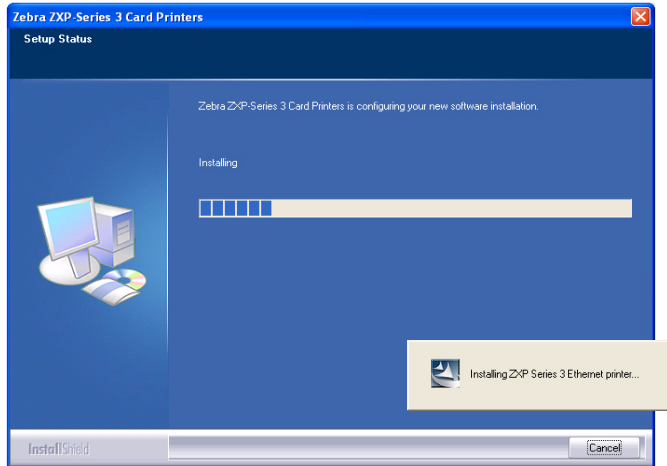 Zebra ZXP-Series 3 Card Printers
Setup Status
Zebra ZXP-Series 3 Card Printers is configuring your new software installation.
Installing
Installing ZXP Series 3 Ethernet printer...
InstallShield
Cancel